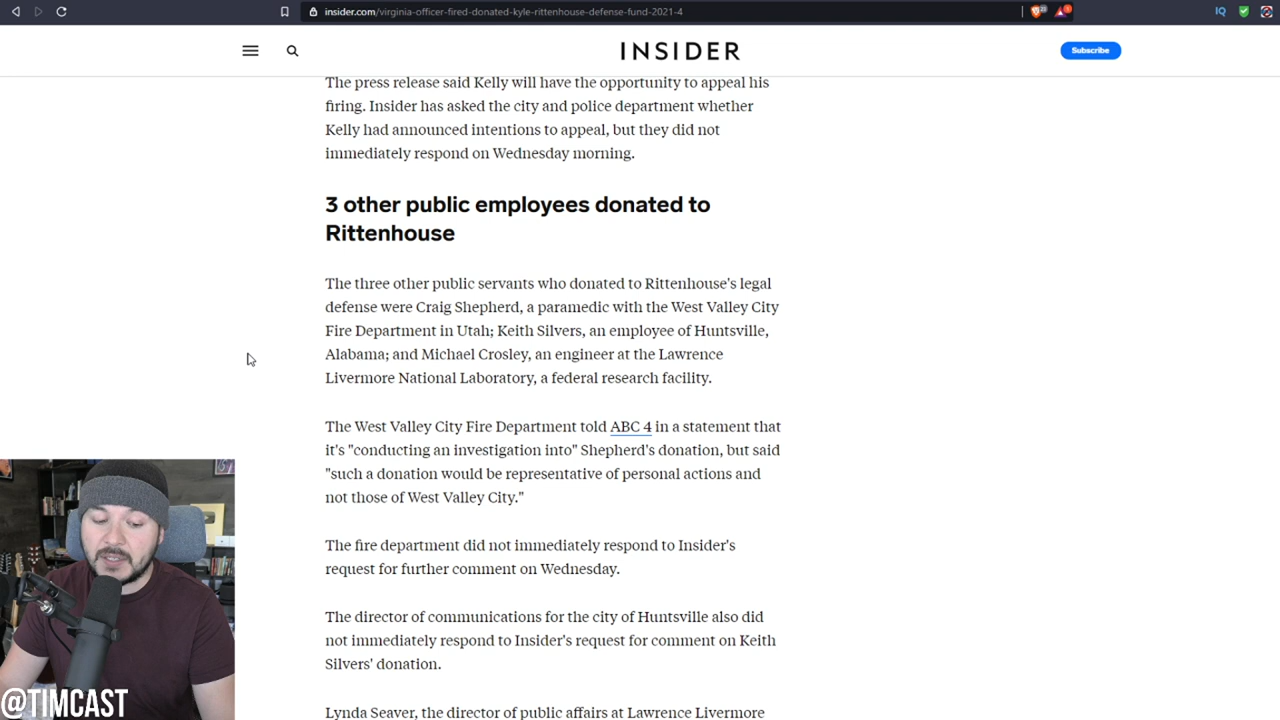 insider.com/virginia-officer-fired-donated-kyle-rittenhouse-defense-fund-2021-4
IQ
INSIDER
Subscribe
The press release said Kelly will have the opportunity to appeal his
firing. Insider has asked the city and police department whether
Kelly had announced intentions to appeal, but they did not
immediately respond on Wednesday morning.
3 other public employees donated to
Rittenhouse
The three other public servants who donated to Rittenhouse's legal
defense were Craig Shepherd, a paramedic with the West Valley City
Fire Department in Utah; Keith Silvers, an employee of Huntsville,
Alabama; and Michael Crosley, an engineer at the Lawrence
Livermore National Laboratory, a federal research facility.
The West Valley City Fire Department told ABC 4 in a statement that
it's "conducting an investigation into" Shepherd's donation, but said
"such a donation would be representative of personal actions and
not those of West Valley City."
The fire department did not immediately respond to Insider's
request for further comment on Wednesday.
The director of communications for the city of Huntsville also did
not immediately respond to Insider's request for comment on Keith
Silvers' donation.
Lynda Seaver, the director of public affairs at Lawrence Livermore
@TIMCAST